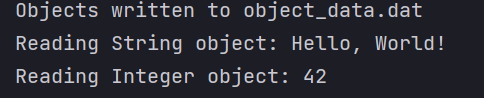 Objects written to object_data.dat
Reading String object: Hello, World!
Reading Integer object: 42